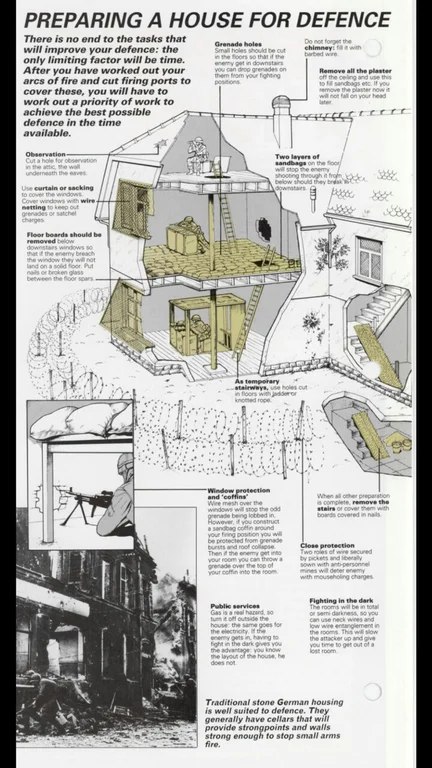 PREPARING A HOUSE FOR DEFENCE
There is no end to the tasks that
will improve your defence: the
only limiting factor will be time.
After you have worked out your
arcs of fire and cut firing ports to
cover these, you will have to
work out a priority of work to
achieve the best possible
defence in the time
available.
Grenade holes
Small holes should be cut
in the floors so that if the
enemy get in downstairs
you can drop grenades on
them from your fighting
positions.
Do not forget the
chimney: fill it with
barbed wire.
Remove all the plaster
off the ceiling and use this
to fill sandbags etc. If you
remove the plaster now it
will not fall on your head
later.
Observation
Cut a hole for observation
in the attic, the wall
underneath the eaves.
Two layers of
sandbags on the floor
will stop the enemy
shooting through it from
below should they break in
downstairs.
Use curtain or sacking
to cover the windows.
Cover windows with wire
netting to keep out
grenades or satchel
charges.
Floor boards should be
removed below
downstairs windows so
that if the enemy breach
the window they will not
land on a solid floor. Put
nails or broken glass
between the floor spars.
As temporary
stairways, use holes cut
in floors with ladder or
knotted rope.
Window protection
and 'coffins'
Wire mesh over the
windows will stop the odd
grenade being lobbed in.
However, if you construct
a sandbag coffin around
your firing position you will
be protected from grenade
bursts and roof collapse.
Then if the enemy get into
your room you can throw a
grenade over the top of
your coffin into the room.
When all other preparation
is complete, remove the
stairs or cover them with
boards covered in nails.
Close protection
Two roles of wire secured
by pickets and liberally
sown with anti-personnel
mines will deter enemy
with mouseholing charges.
Public services
Gas is a real hazard, so
turn it off outside the
house: the same goes for
the electricity. If the
enemy gets in, having to
fight in the dark gives you
the advantage: you know
the layout of the house, he
does not.
Fighting in the dark
The rooms will be in total
or semi darkness, so you
can use neck wires and
low wire entanglement in
the rooms. This will slow
the attacker up and give
you time to get out of a
lost room.
Traditional stone German housing
is well suited to defence. They
generally have cellars that will
provide strongpoints and walls
strong enough to stop small arms
fire.